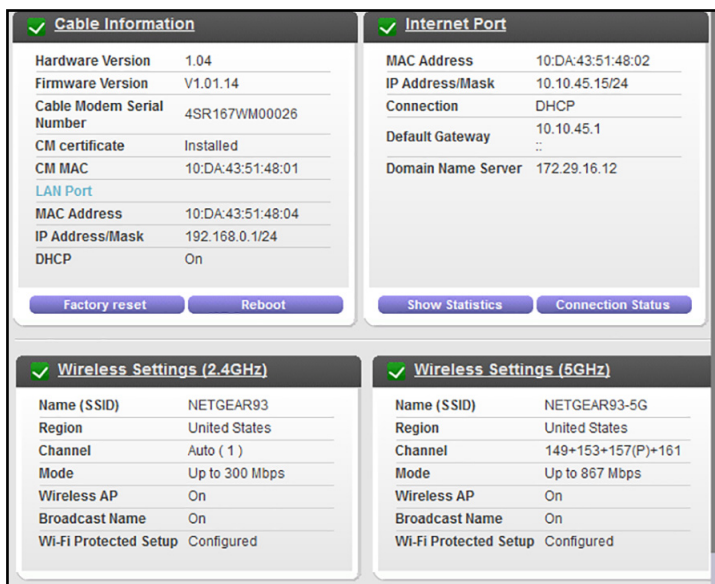 Cable Information
Hardware Version 1.04
Firmware Version V1.01.14
Cable Modem Serial
Number 4SR167WM00026
CM certificate Installed
CM MAC 10:DA:43:51:48:01
LAN Port
MAC Address 10:DA:43:51:48:04
IP Address/Mask 192.168.0.1/24
DHCP On
Factory reset Reboot
Internet Port
MAC Address 10:DA:43:51:48:02
IP Address/Mask 10.10.45.15/24
Connection DHCP
Default Gateway 10.10.45.1
::
Domain Name Server 172.29.16.12
Show Statistics Connection Status
Wireless Settings (2.4GHz)
Name (SSID) NETGEAR93
Region United States
Channel Auto ( 1 )
Mode Up to 300 Mbps
Wireless AP On
Broadcast Name On
Wi-Fi Protected Setup Configured
Wireless Settings (5GHz)
Name (SSID) NETGEAR93-5G
Region United States
Channel 149+153+157(P)+161
Mode Up to 867 Mbps
Wireless AP On
Broadcast Name On
Wi-Fi Protected Setup Configured